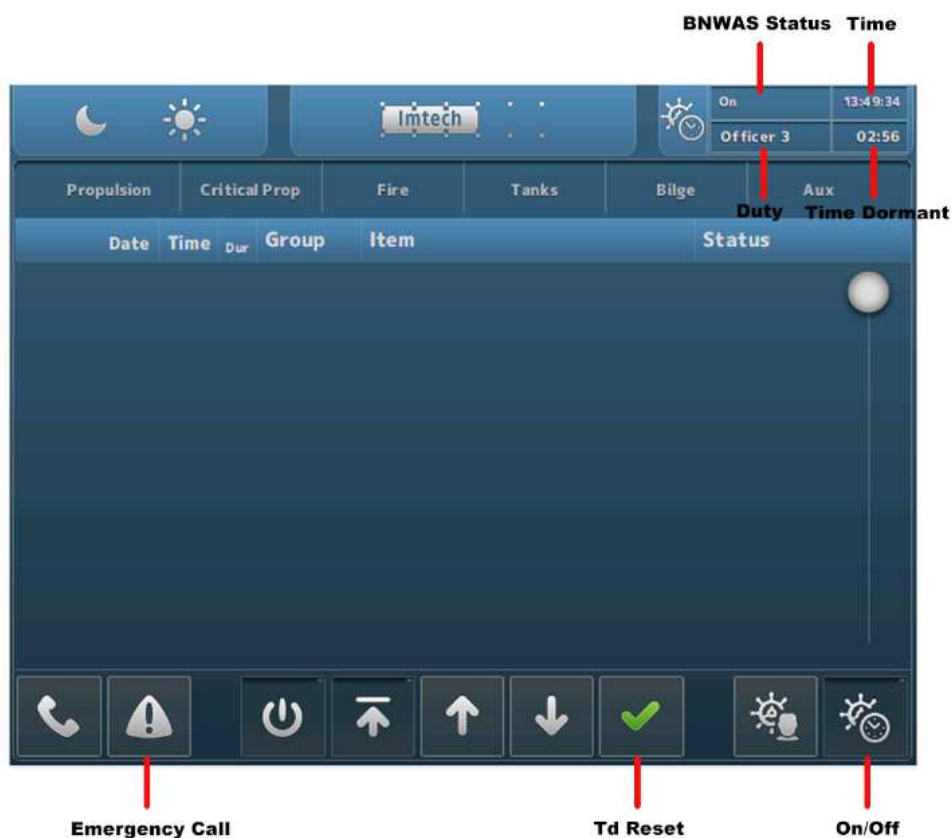 BNWAS Status Time
Imtech
On 13:49:34
Officer 3 02:56
Propulsion Critical Prop Fire Tanks Bilge Aux
Duty Time Dormant
Date Time Dur Group Item Status
Emergency Call Td Reset On/Off